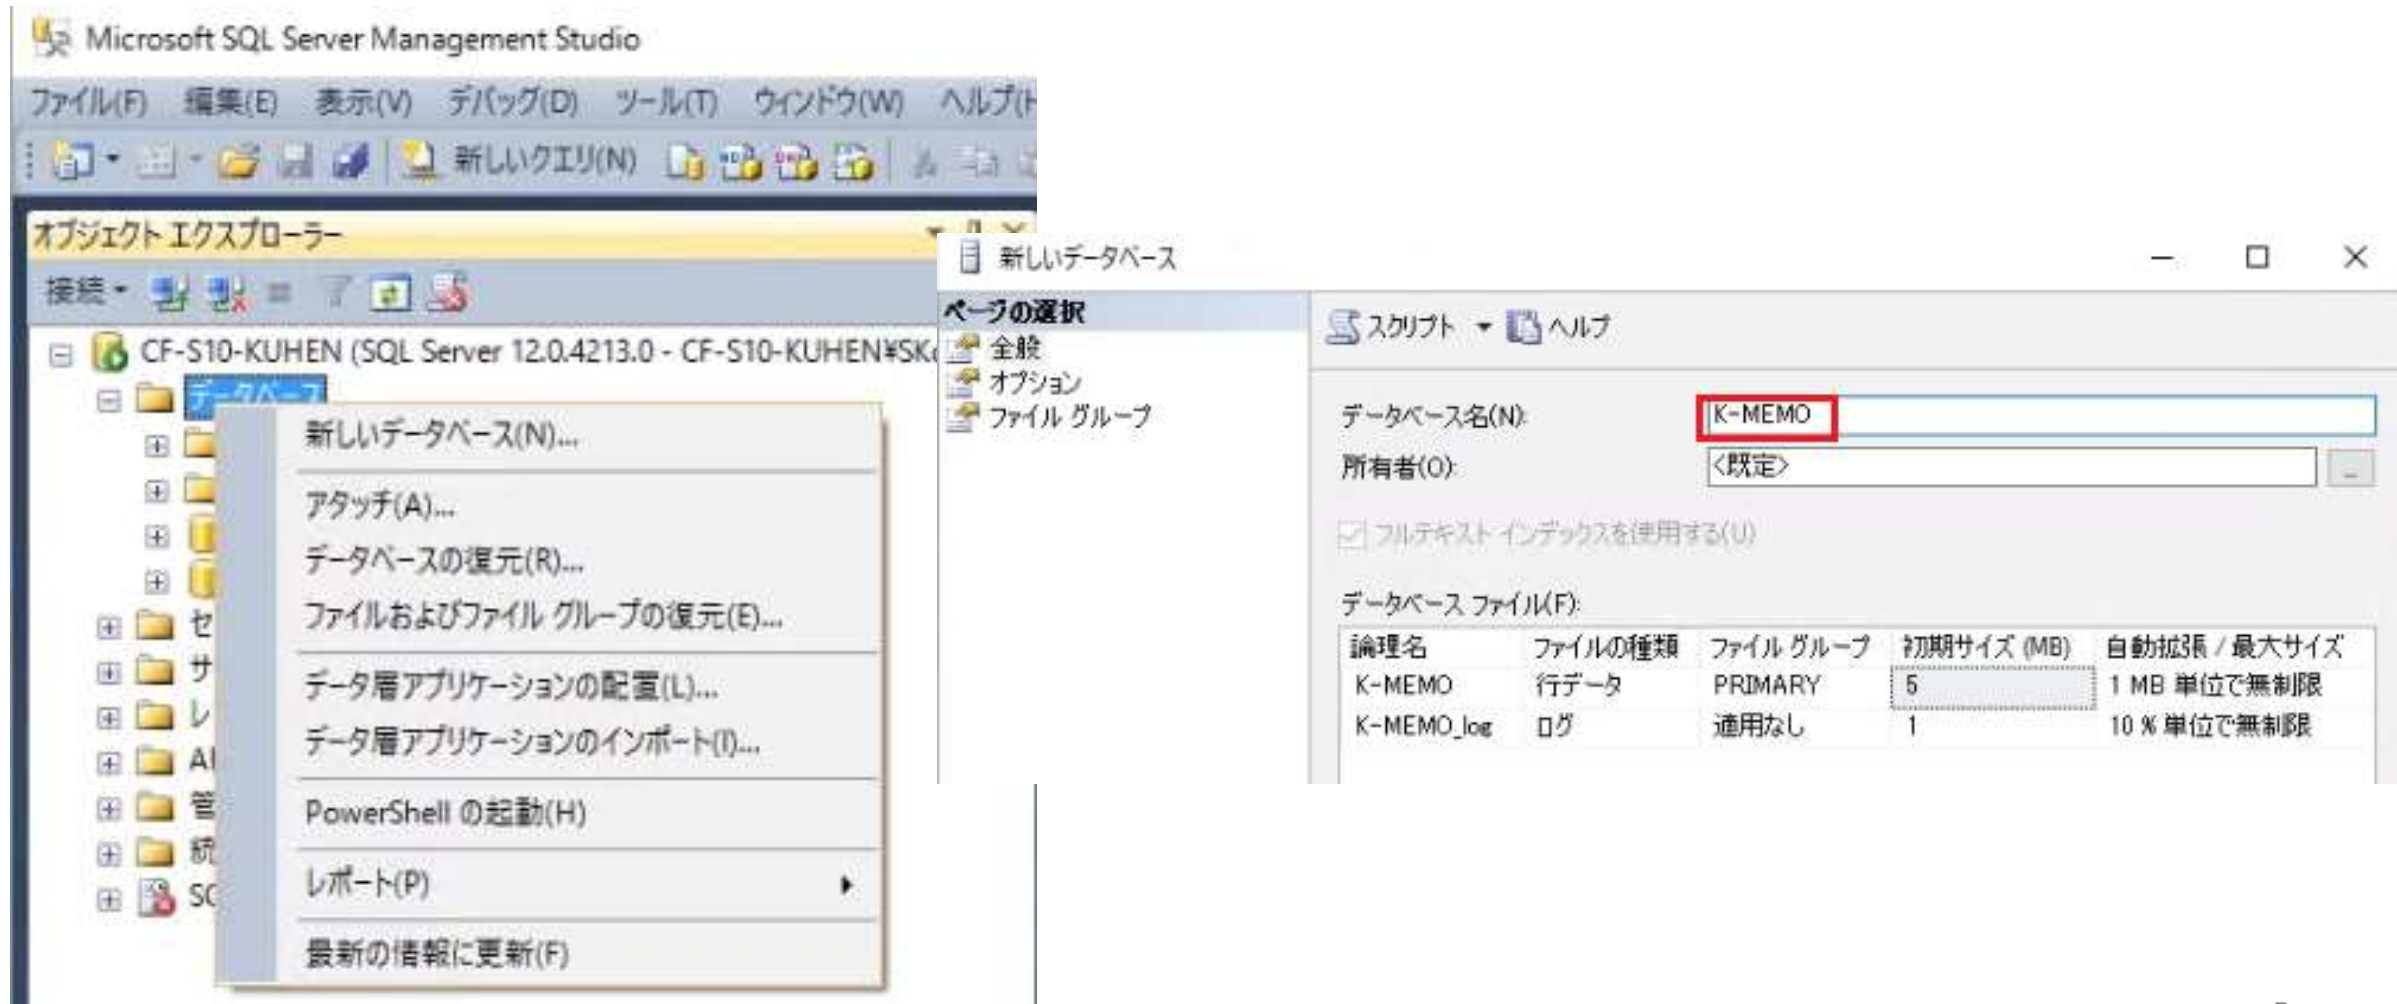 Microsoft SQL Server Management Studio
ファイル(F) 編集(E) 表示(V) デバッグ(D) ツール(T) ウィンドウ(W) ヘルプ(H
新しいクエリ(N)
オブジェクト エクスプローラー
接続
CF-S10-KUHEN (SQL Server 12.0.4213.0 - CF-S10-KUHEN¥SK
データベース
新しいデータベース(N)...
アタッチ(A)...
データベースの復元(R)...
ファイルおよびファイル グループの復元(E)...
データ層アプリケーションの配置(L)...
データ層アプリケーションのインポート(I)...
PowerShell の起動(H)
レポート(P)
最新の情報に更新(F)
セ
サ
レ
管
統
新しいデータベース
ページの選択
全般
オプション
ファイル グループ
スクリプト ヘルプ
データベース名(N): K-MEMO
所有者(O): <既定>
フルテキスト インデックスを使用する(U)
データベース ファイル(F):
論理名 ファイルの種類 ファイル グループ 初期サイズ (MB) 自動拡張 / 最大サイズ
K-MEMO 行データ PRIMARY 5 1 MB 単位で無制限
K-MEMO_log ログ 適用なし 1 10 % 単位で無制限